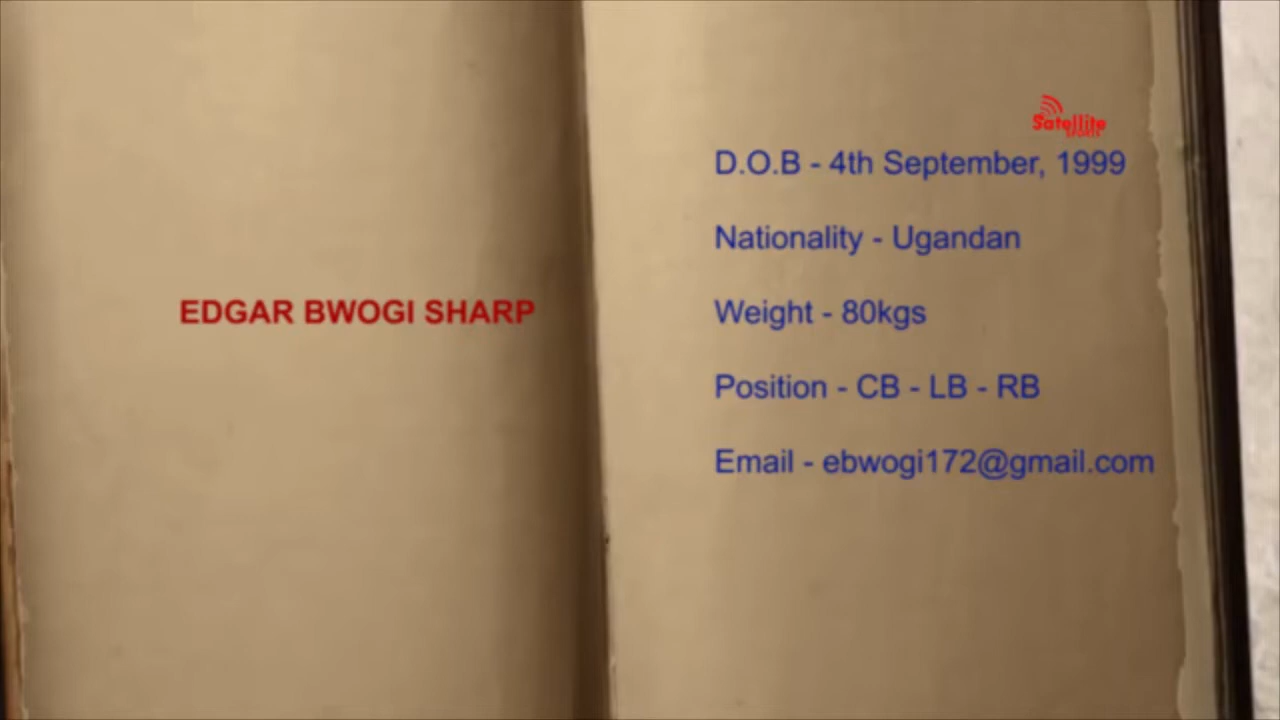 Satellite
SPORTS
D.O.B - 4th September, 1999
Nationality - Ugandan
EDGAR BWOGI SHARP
Weight - 80kgs
Position - CB - LB - RB
Email - ebwogi172@gmail.com